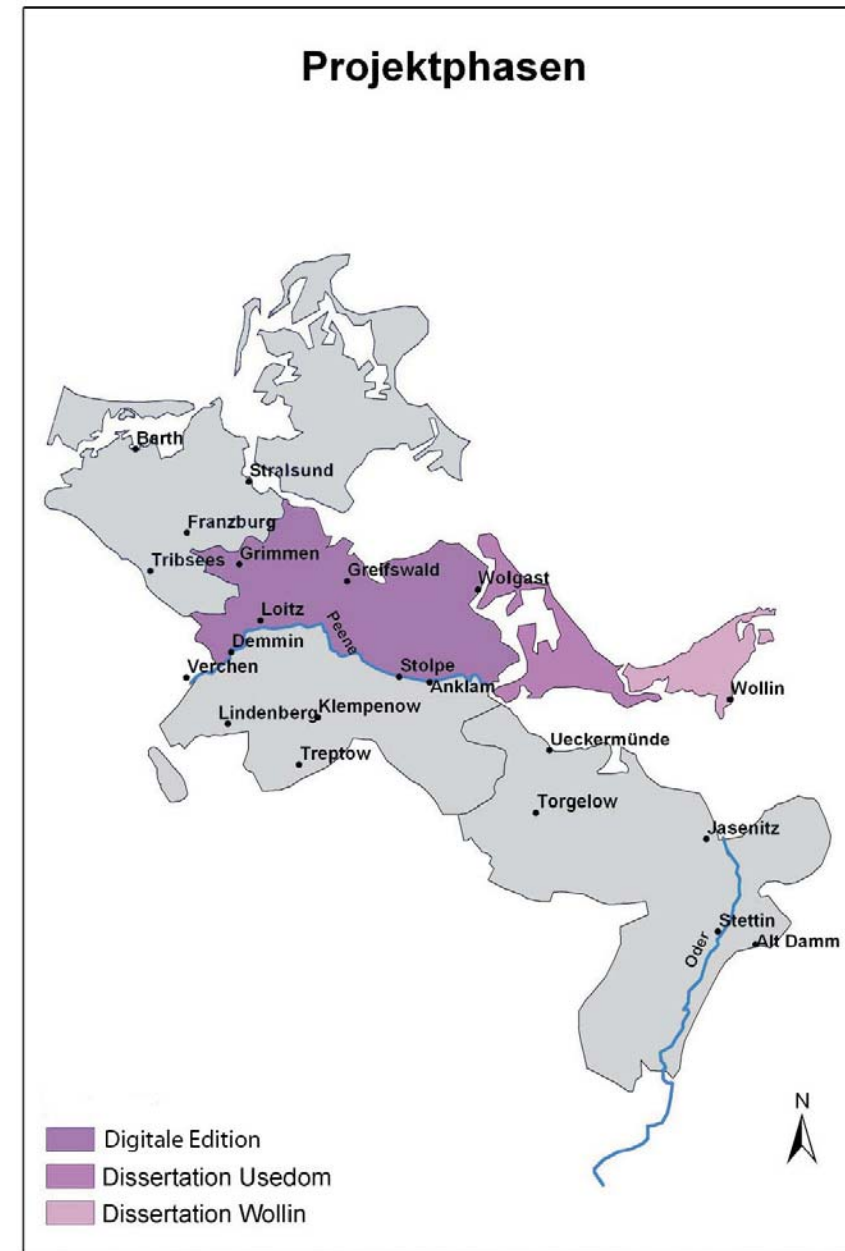 Projektphasen
Barth
Stralsund
Franzburg
Grimmen
Tribsees
Greifswald
Wolgast
Loitz
Peene
Demmin
Verchen
Stolpe
Anklam
Wollin
Klempenow
Lindenberg
Ueckermünde
Treptow
Torgelow
Jasenitz
Stettin
Oder
Alt Damm
N
Digitale Edition
Dissertation Usedom
Dissertation Wollin